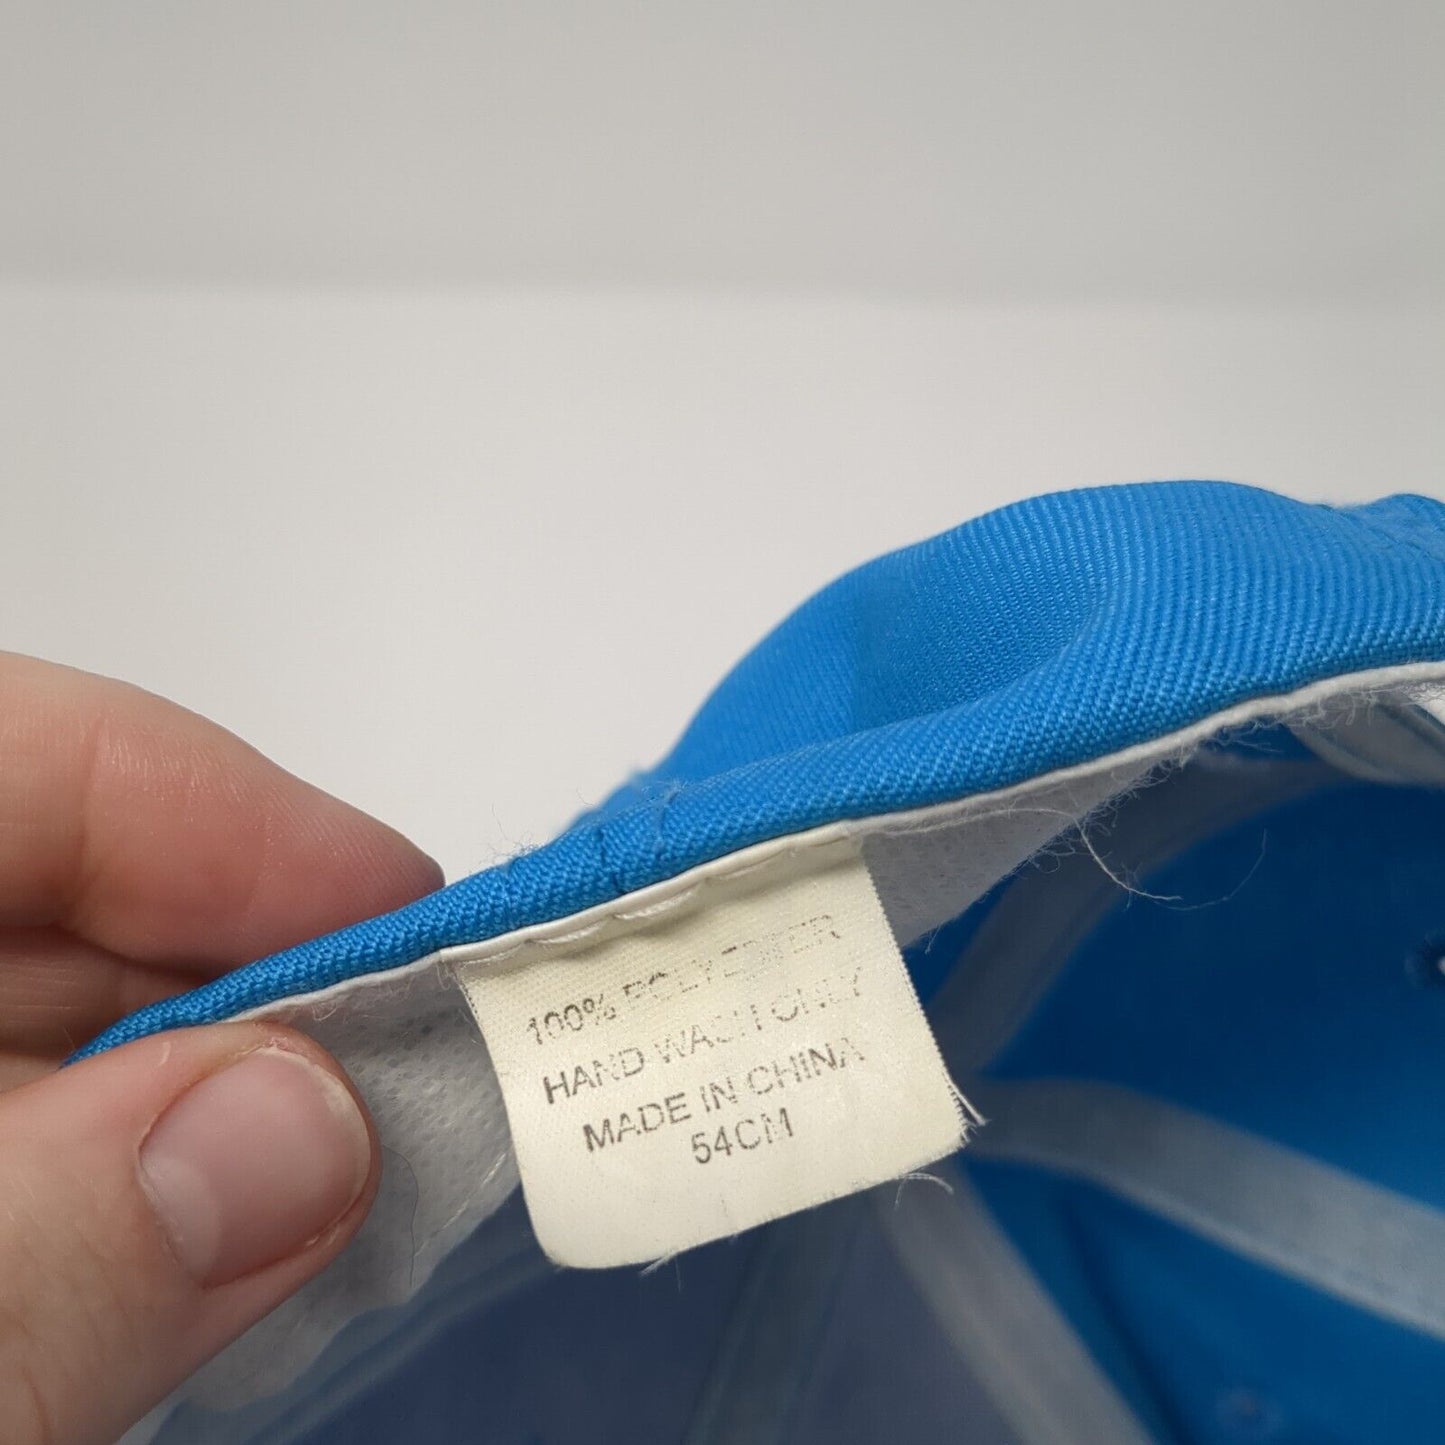 100% POLYESTER
HAND WASH ONLY
MADE IN CHINA
54CM